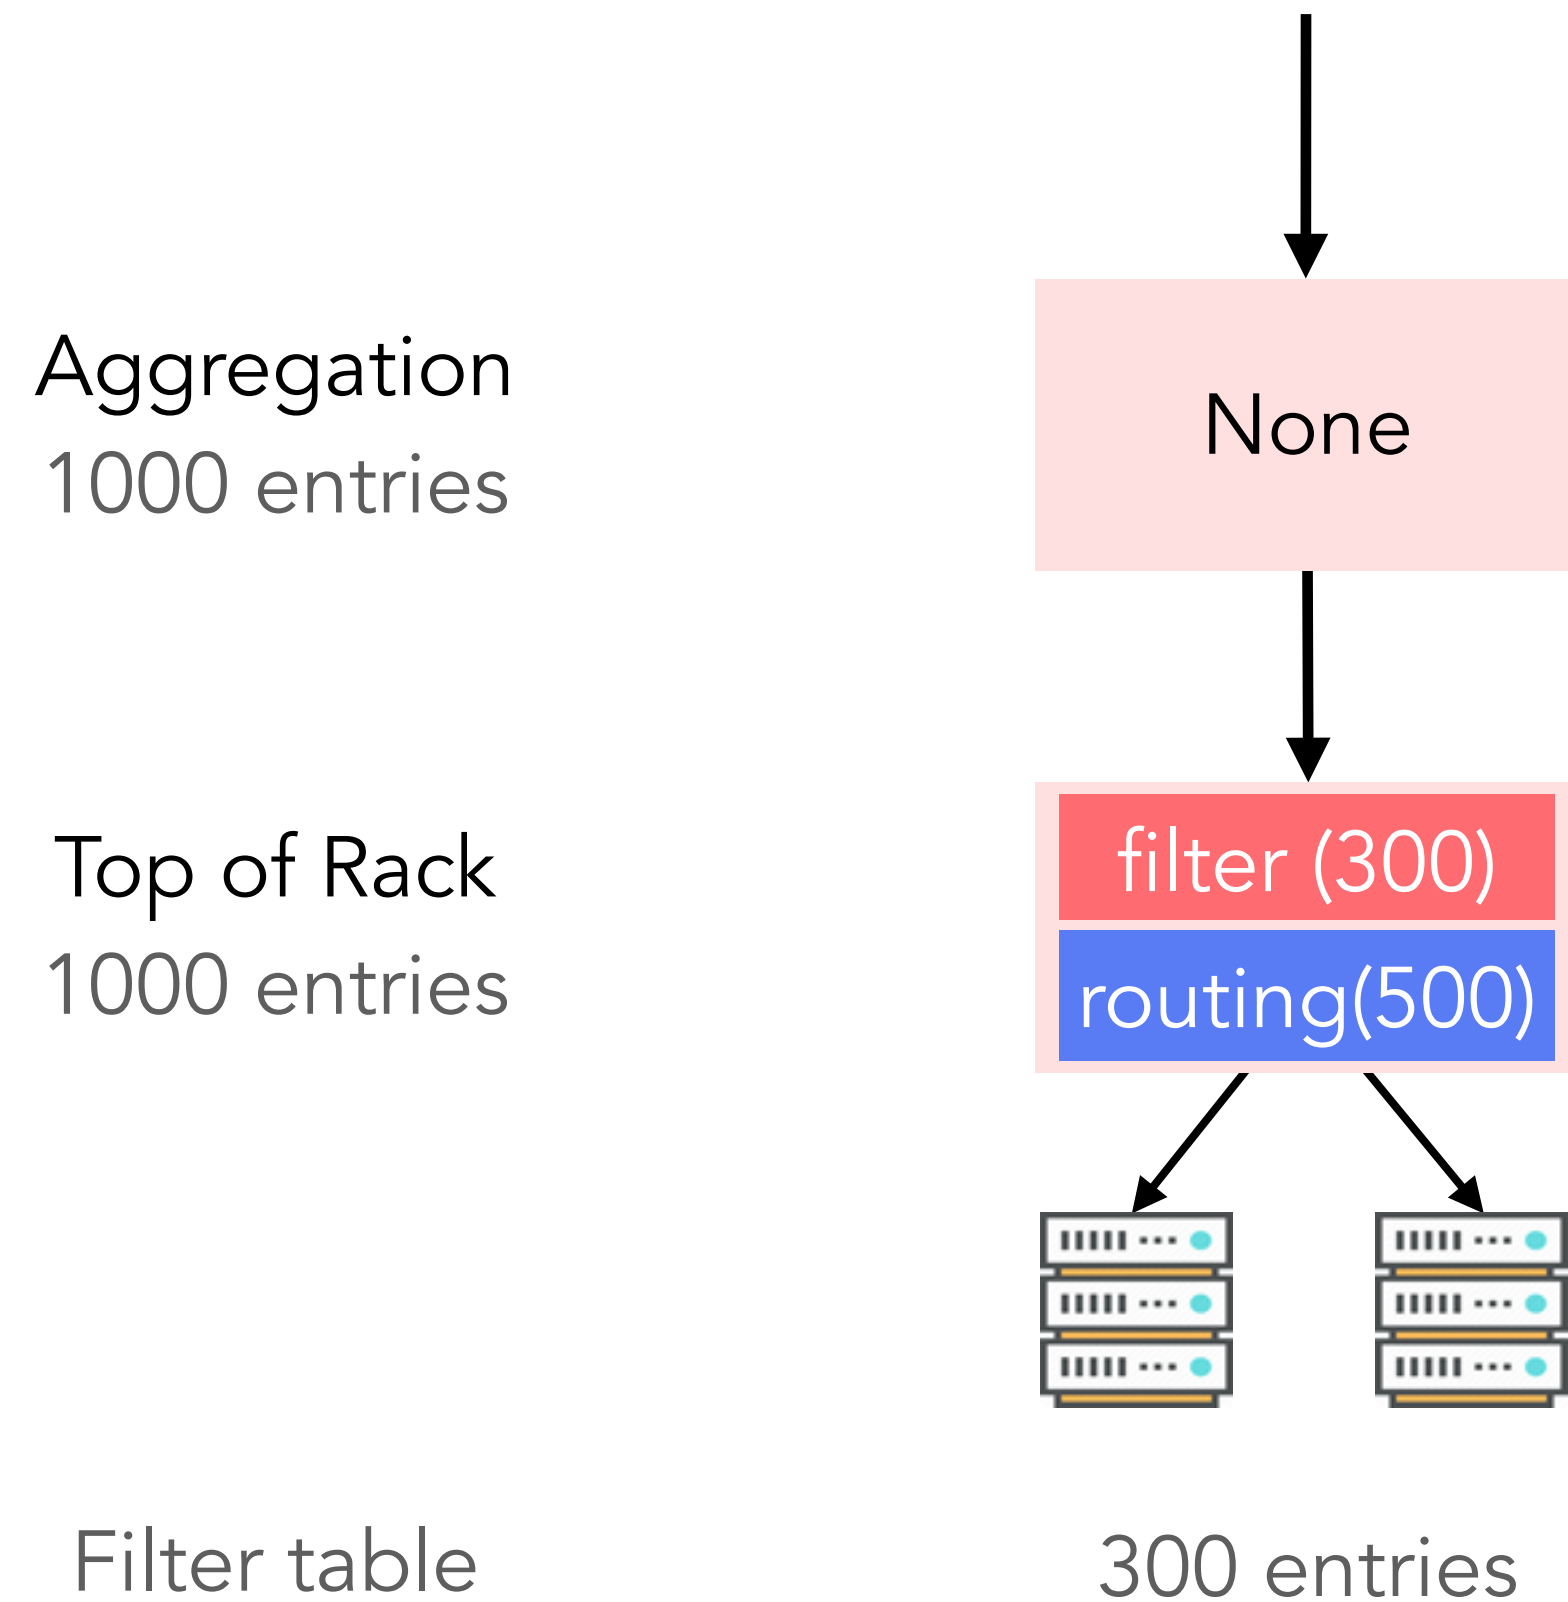 Aggregation
1000 entries
None
Top of Rack
1000 entries
filter (300)
routing(500)
Filter table
300 entries